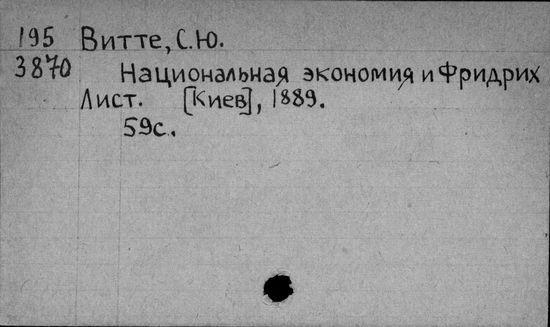 195 Витте, С.Ю.
3870 Национальная экономия и Фридрих
Лист. [Киев], 1889.
59с.